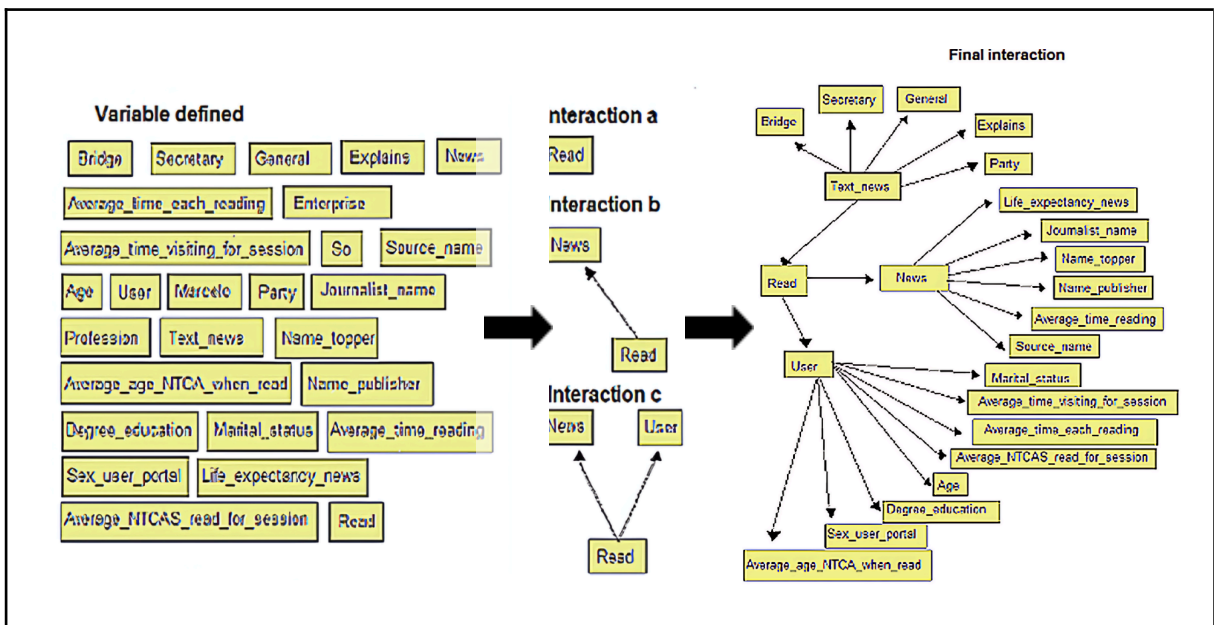 Final interaction
Variable defined
Bridge Secretary General Explains News
Average_time_each_reading Enterprise
Average_time_visiting_for_session So Source_name
Age User Marcelo Party Journalist_name
Profession Text_news Name_topper
Average_age_NTCA_when_read Name_publisher
Degree_education Marital_status Average_time_reading
Sex_user_portal Life_expectancy_news
Average_NTCAS_read_for_session Read
nteraction a
Read
nteraction b
News
Read
Interaction c
News User
Read
Secretary General
Bridge
Explains
Party
Text_news
Life_expectancy_news
Journalist_name
Name_topper
Read News
Name_publisher
Average_time_reading
Source_name
User
Marital_status
Average_time_visiting_for_session
Average_time_each_reading
Average_NTCAS_read_for_session
Age
Degree_education
Sex_user_portal
Average_age_NTCA_when_read